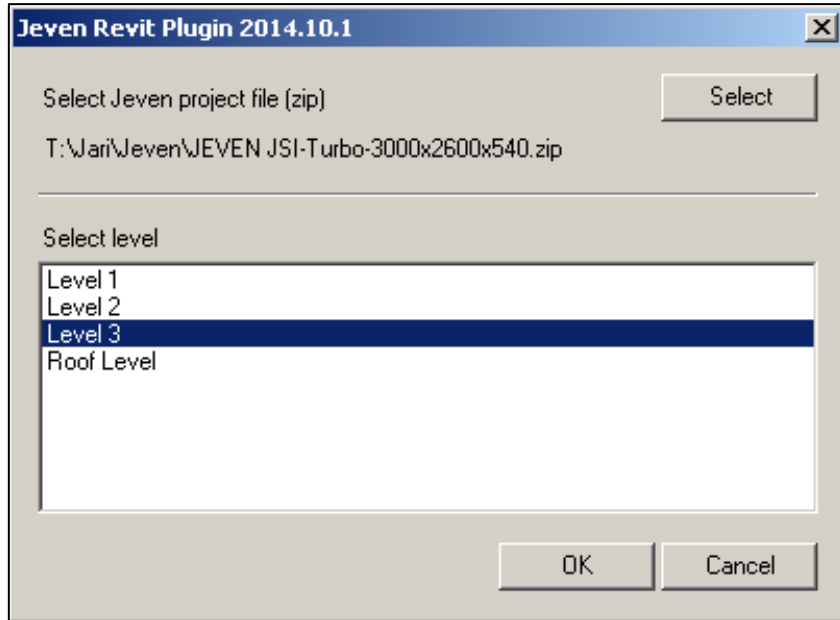 Jeven Revit Plugin 2014.10.1
Select Jeven project file (zip)
Select
T:\Jari\Jeven\JEVEN JSI-Turbo-3000x2600x540.zip
Select level
Level 1
Level 2
Level 3
Roof Level
OK
Cancel